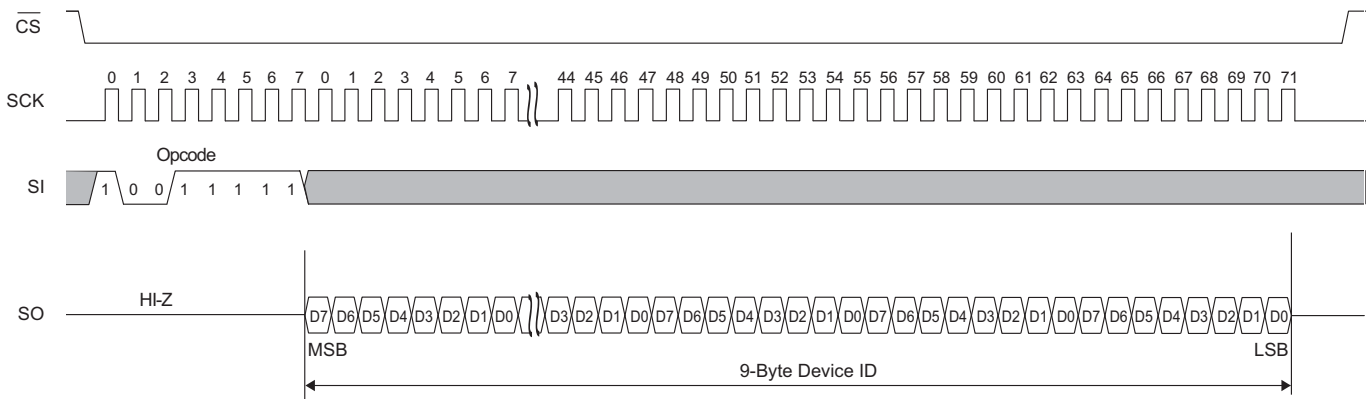 CS
0 1 2 3 4 5 6 7 0 1 2 3 4 5 6 7 44 45 46 47 48 49 50 51 52 53 54 55 56 57 58 59 60 61 62 63 64 65 66 67 68 69 70 71
SCK
Opcode
SI 1 0 0 1 1 1 1 1
HI-Z
SO D7 D6 D5 D4 D3 D2 D1 D0 D3 D2 D1 D0 D7 D6 D5 D4 D3 D2 D1 D0 D7 D6 D5 D4 D3 D2 D1 D0 D7 D6 D5 D4 D3 D2 D1 D0
MSB LSB
9-Byte Device ID